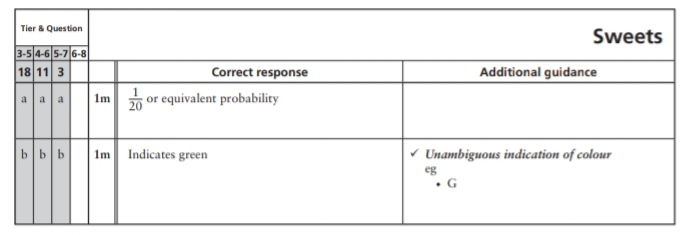 Tier & Question
Sweets
3-5 4-6 5-7 6-8
18 11 3
Correct response
Additional guidance
a a a 1m 1/20 or equivalent probability
b b b 1m Indicates green
✓ Unambiguous indication of colour
eg
• G